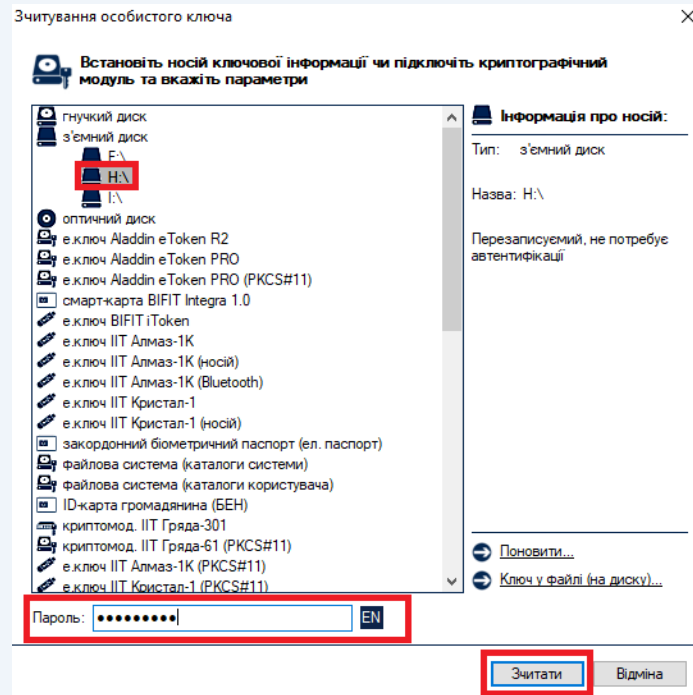 Зчитування особистого ключа
Встановіть носій ключової інформації чи підключіть криптографічний
модуль та вкажіть параметри
гнучкий диск
з'ємний диск
F:\
H:\
I:\
оптичний диск
е.ключ Aladdin eToken R2
е.ключ Aladdin eToken PRO
е.ключ Aladdin eToken PRO (PKCS#11)
смарт-карта BIFIT Integra 1.0
е.ключ BIFIT iToken
е.ключ ІІТ Алмаз-1К
е.ключ ІІТ Алмаз-1К (носій)
е.ключ ІІТ Алмаз-1К (Bluetooth)
е.ключ ІІТ Кристал-1
е.ключ ІІТ Кристал-1 (носій)
закордонний біометричний паспорт (ел. паспорт)
файлова система (каталоги системи)
файлова система (каталоги користувача)
ID-карта громадянина (БЕН)
криптомод. ІІТ Гряда-301
криптомод. ІІТ Гряда-61 (PKCS#11)
е.ключ ІІТ Алмаз-1К (PKCS#11)
е.ключ ІІТ Кристал-1 (PKCS#11)
Інформація про носій:
Тип: з'ємний диск
Назва: H:\
Перезаписуємий, не потребує
автентифікації
Поновити...
Ключ у файлі (на диску)...
Пароль: •••••••••
EN
Зчитати
Відміна